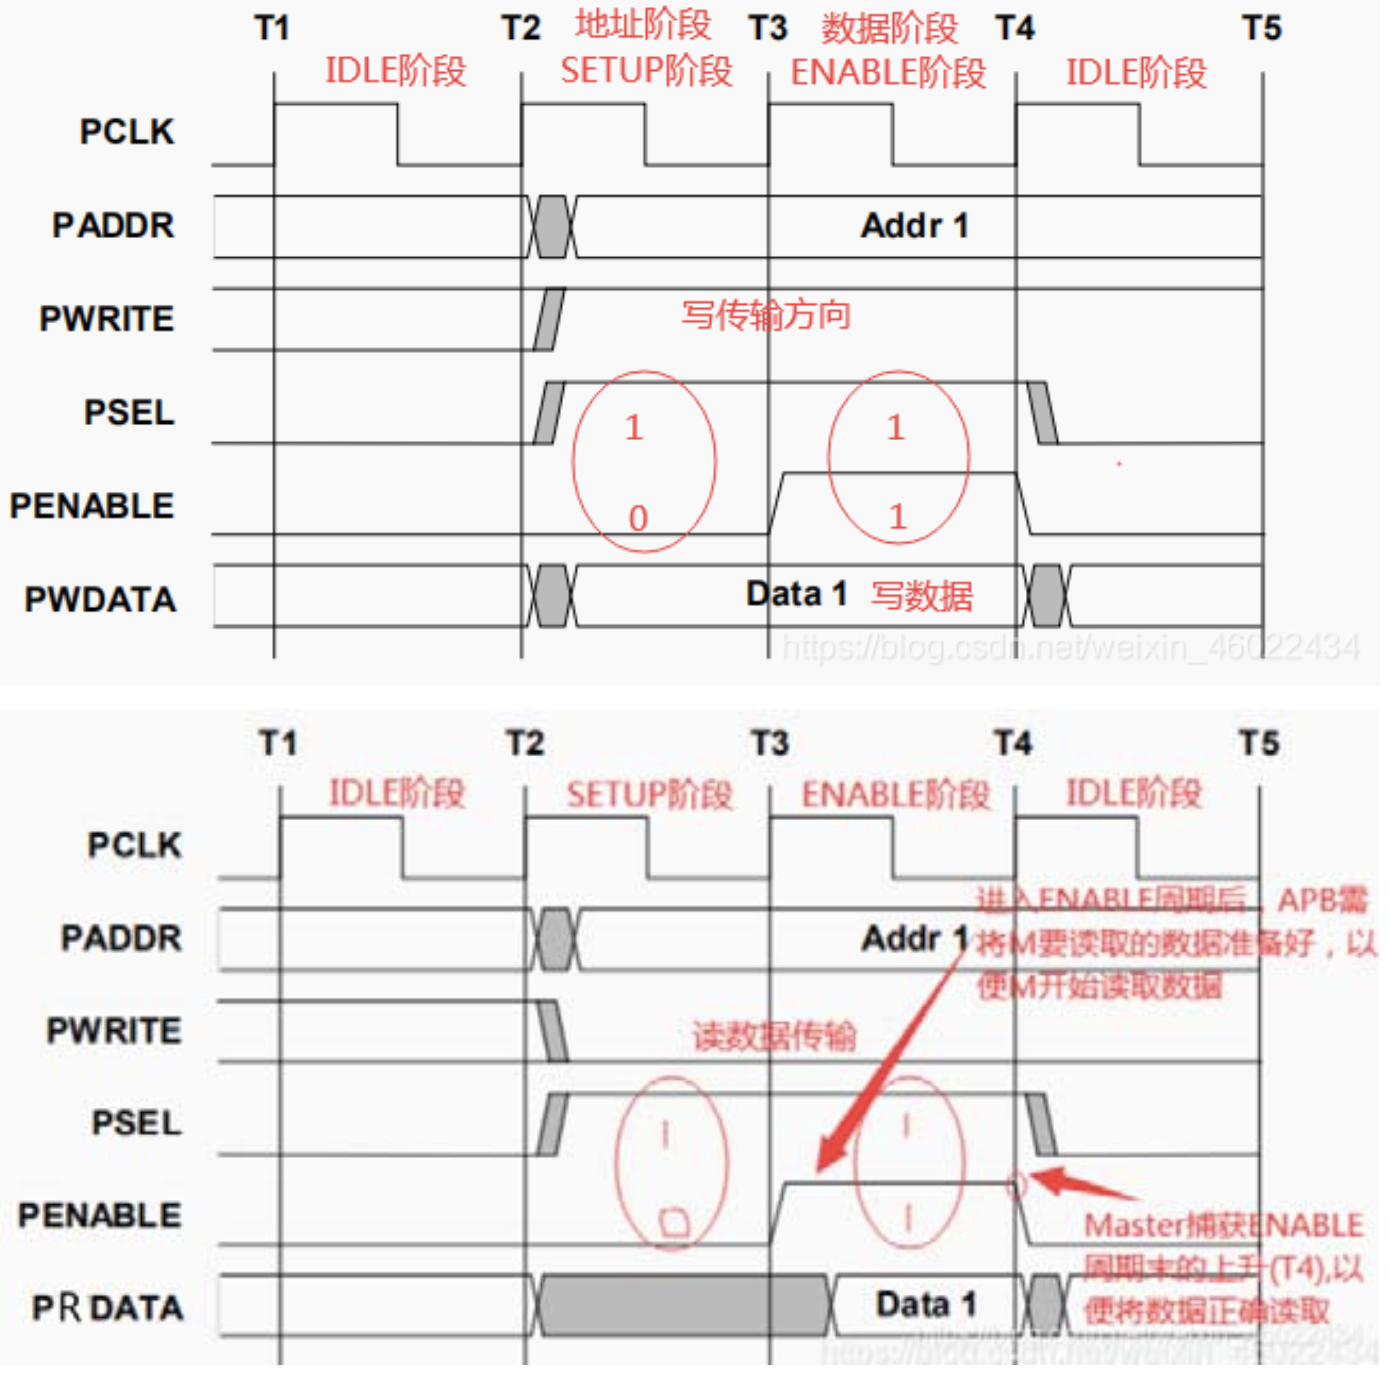 T1 T2 地址阶段 T3 数据阶段 T4 T5
IDLE阶段 SETUP阶段 ENABLE阶段 IDLE阶段
PCLK
PADDR Addr 1
PWRITE 写传输方向
PSEL 1 1
PENABLE 0 1
PWDATA Data 1 写数据
https://blog.csdn.net/weixin_46022434
T1 T2 T3 T4 T5
IDLE阶段 SETUP阶段 ENABLE阶段 IDLE阶段
PCLK
进入ENABLE周期后，APB需
PADDR Addr 1 将M要读取的数据准备好，以
便M开始读取数据
PWRITE 读数据传输
PSEL 1 1
PENABLE 0 1 Master捕获ENABLE
周期末的上升(T4),以
PRDATA Data 1 便将数据正确读取
https://blog.csdn.net/weixin_46022434